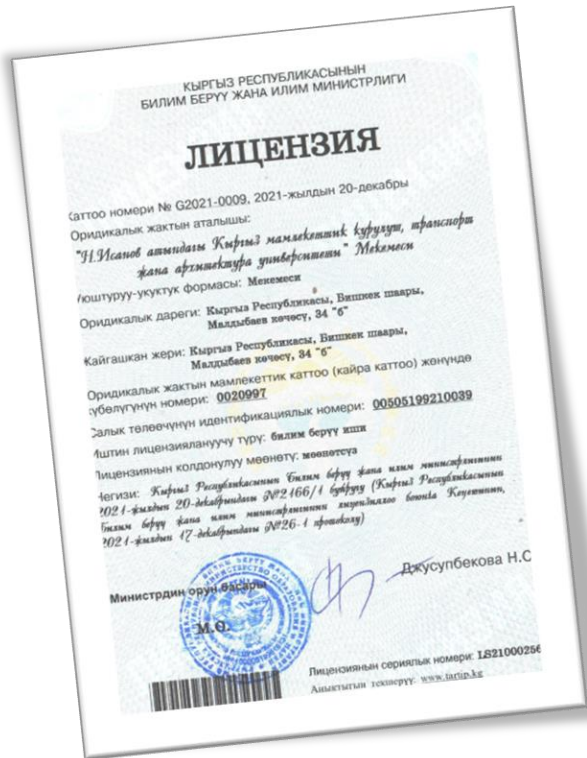 КЫРГЫЗ РЕСПУБЛИКАСЫНЫН
БИЛИМ БЕРҮҮ ЖАНА ИЛИМ МИНИСТРЛИГИ
ЛИЦЕНЗИЯ
Каттоо номери № G2021-0009, 2021-жылдын 20-декабры
Юридикалык жактын аталышы:
"Н.Исанов атындагы Кыргыз мамлекеттик курулуш, транспорт
жана архитектура университети" Мекемеси
Уюштуруу-укуктук формасы: Мекемеси
Юридикалык дареги: Кыргыз Республикасы, Бишкек шаары,
Малдыбаев көчөсү, 34 "б"
Жайгашкан жери: Кыргыз Республикасы, Бишкек шаары,
Малдыбаев көчөсү, 34 "б"
Юридикалык жактын мамлекеттик каттоо (кайра каттоо) жөнүндө
күбөлүгүнүн номери: 0020997
Салык төлөөчүнүн идентификациялык номери: 00505199210039
Иштин лицензиялануучу түрү: билим берүү иши
Лицензиянын колдонулуу мөөнөтү: мөөнөтсүз
Негизи: Кыргыз Республикасынын Билим берүү жана илим министрлигинин
2021-жылдын 20-декабрындагы №2166/1 буйругу (Кыргыз Республикасынын
Билим берүү жана илим министрлигинин лицензиялоо боюнча Кеңешинин,
2021-жылдын 17-декабрындагы №26-1 протоколу)
Министрдин орун басары
Джусупбекова Н.С
М.О.
Лицензиянын сериялык номери: LS21000256
Аныктыгын текшерүү: www.tartip.kg